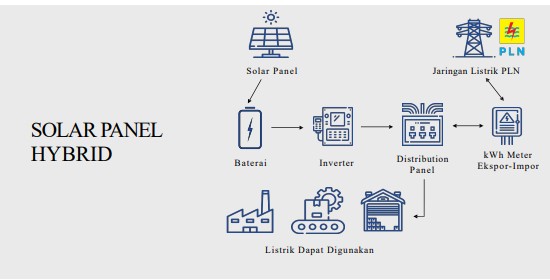 Solar Panel
PLN
Jaringan Listrik PLN
SOLAR PANEL
HYBRID
Baterai
Inverter
Distribution
Panel
kWh Meter
Ekspor-Impor
Listrik Dapat Digunakan